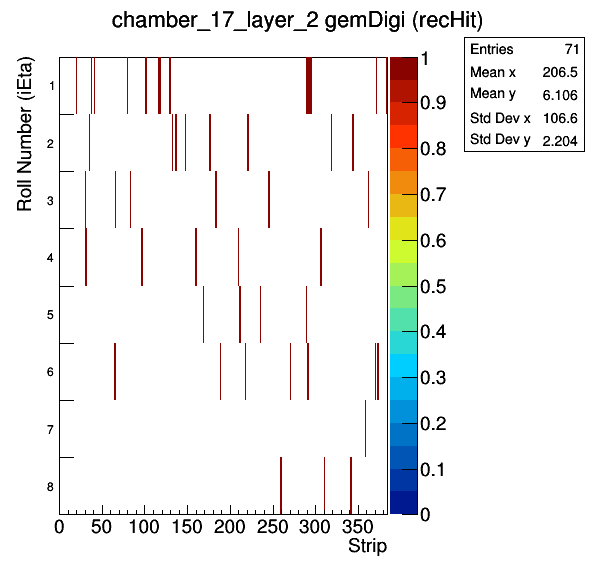 chamber_17_layer_2 gemDigi (recHit)
Entries 71
Mean x 206.5
Mean y 6.106
Std Dev x 106.6
Std Dev y 2.204
Roll Number (iEta)
1
2
3
4
5
6
7
8
0 50 100 150 200 250 300 350
Strip
1
0.9
0.8
0.7
0.6
0.5
0.4
0.3
0.2
0.1
0